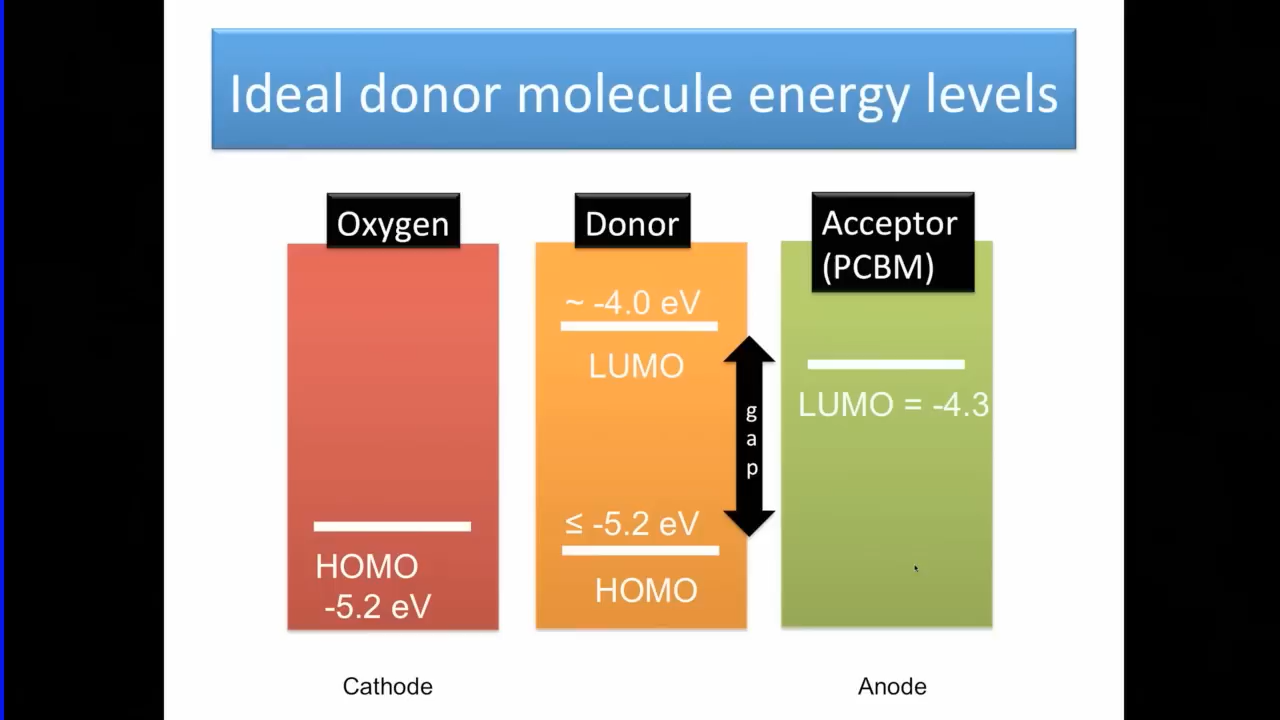 Ideal donor molecule energy levels
Oxygen
Donor
Acceptor
(PCBM)
~ -4.0 eV
LUMO
LUMO = -4.3
g
a
p
≤ -5.2 eV
HOMO
HOMO
-5.2 eV
Cathode
Anode